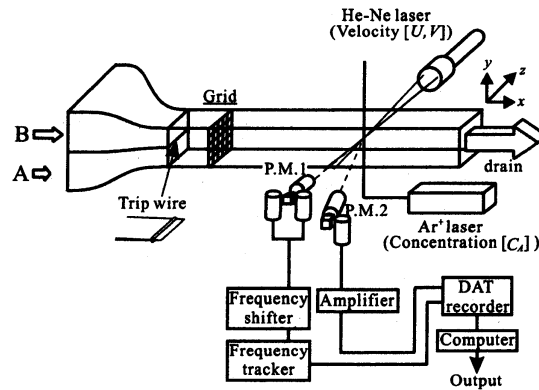 He-Ne laser
(Velocity [U, V])
y
z
x
Grid
B
A
drain
P.M.1
Trip wire
P.M.2
Ar⁺ laser
(Concentration [C_A])
Frequency
shifter
Amplifier
DAT
recorder
Frequency
tracker
Computer
Output